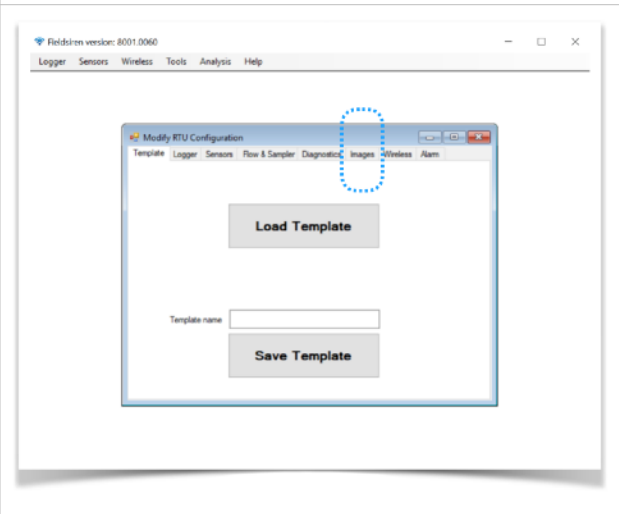 Fieldsiren version: 8001.0060
Logger Sensors Wireless Tools Analysis Help
Modify RTU Configuration
Template Logger Sensors Flow & Sampler Diagnostics Images Wireless Alarm
Load Template
Template name
Save Template